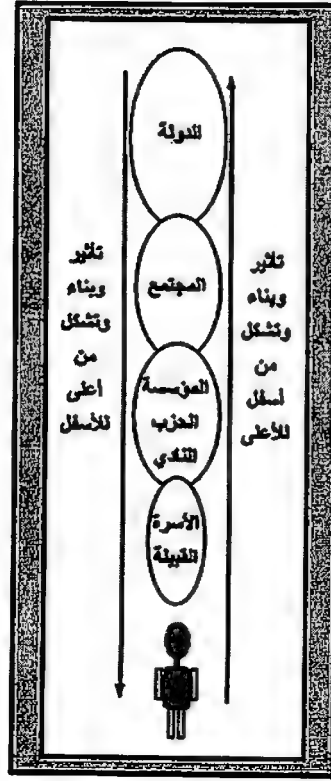 الدولة
المجتمع
المؤسسة
الحزب
النادي
الأسرة
القبيلة
تأثير
وبناء
وتشكل
من
أسفل
للأعلى
تأثير
وبناء
وتشكل
من
أعلى
للأسفل